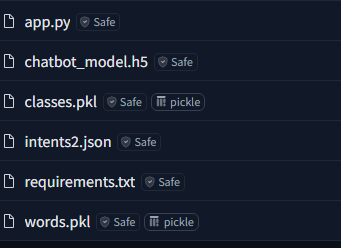 app.py Safe
chatbot_model.h5 Safe
classes.pkl Safe pickle
intents2.json Safe
requirements.txt Safe
words.pkl Safe pickle